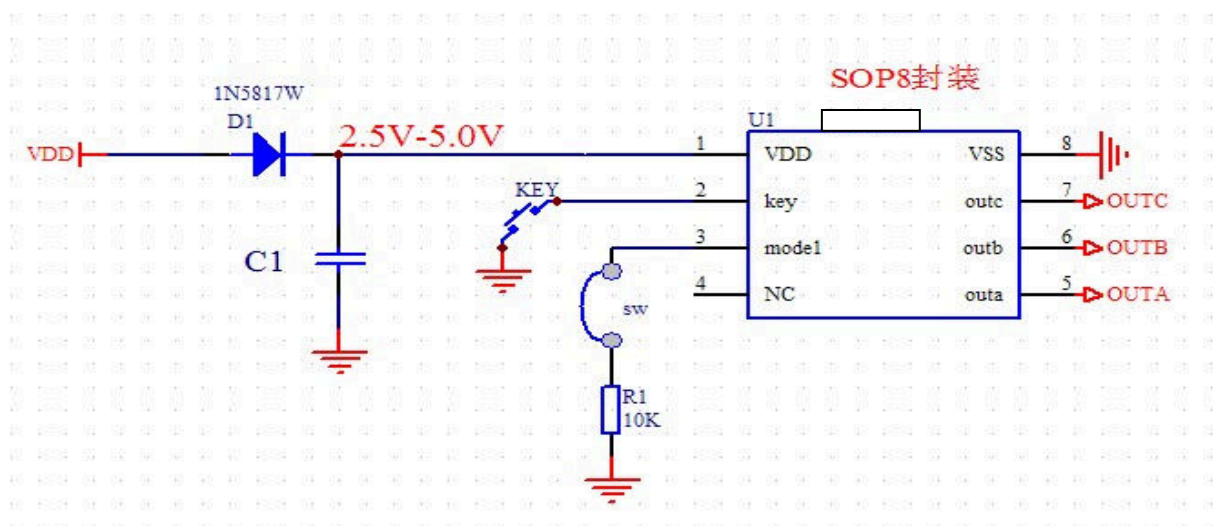 SOP8封装
1N5817W
D1
U1
VDD
2.5V-5.0V
1
VDD
VSS
8
KEY
2
key
outc
7
OUTC
C1
3
mode1
outb
6
OUTB
4
NC
outa
5
OUTA
sw
R1
10K